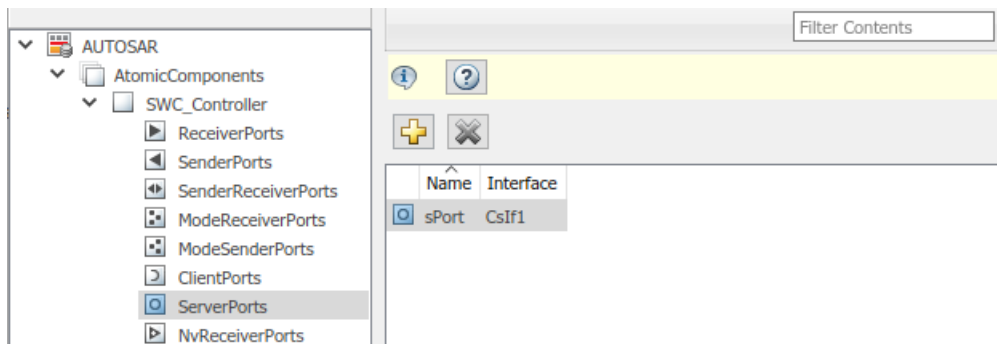 Filter Contents
AUTOSAR
AtomicComponents
SWC_Controller
ReceiverPorts
SenderPorts
SenderReceiverPorts
ModeReceiverPorts
ModeSenderPorts
ClientPorts
ServerPorts
NvReceiverPorts
Name Interface
sPort CsIf1